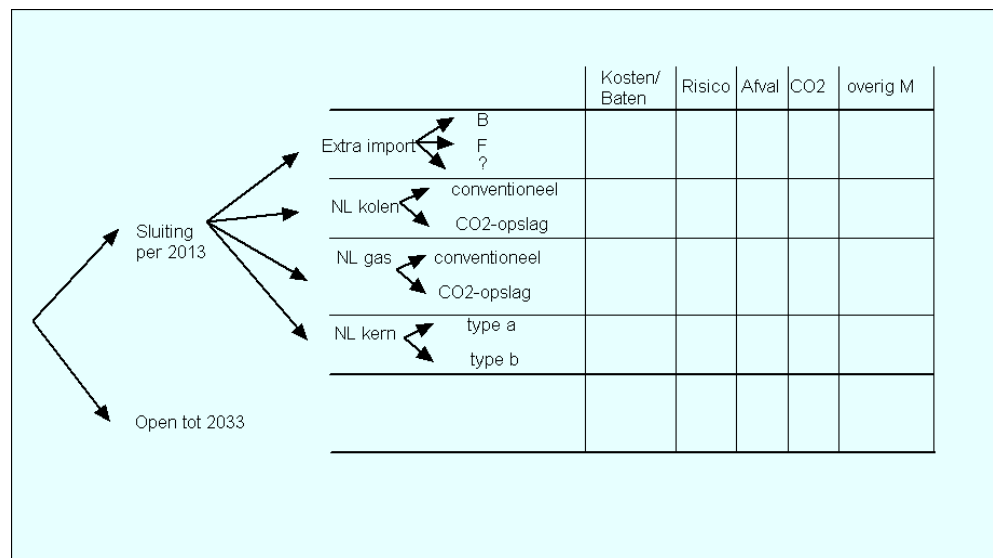 Kosten/
Baten
Risico
Afval
CO2
overig M
Extra import
B
F
?
NL kolen
conventioneel
CO2-opslag
Sluiting
per 2013
NL gas
conventioneel
CO2-opslag
NL kern
type a
type b
Open tot 2033